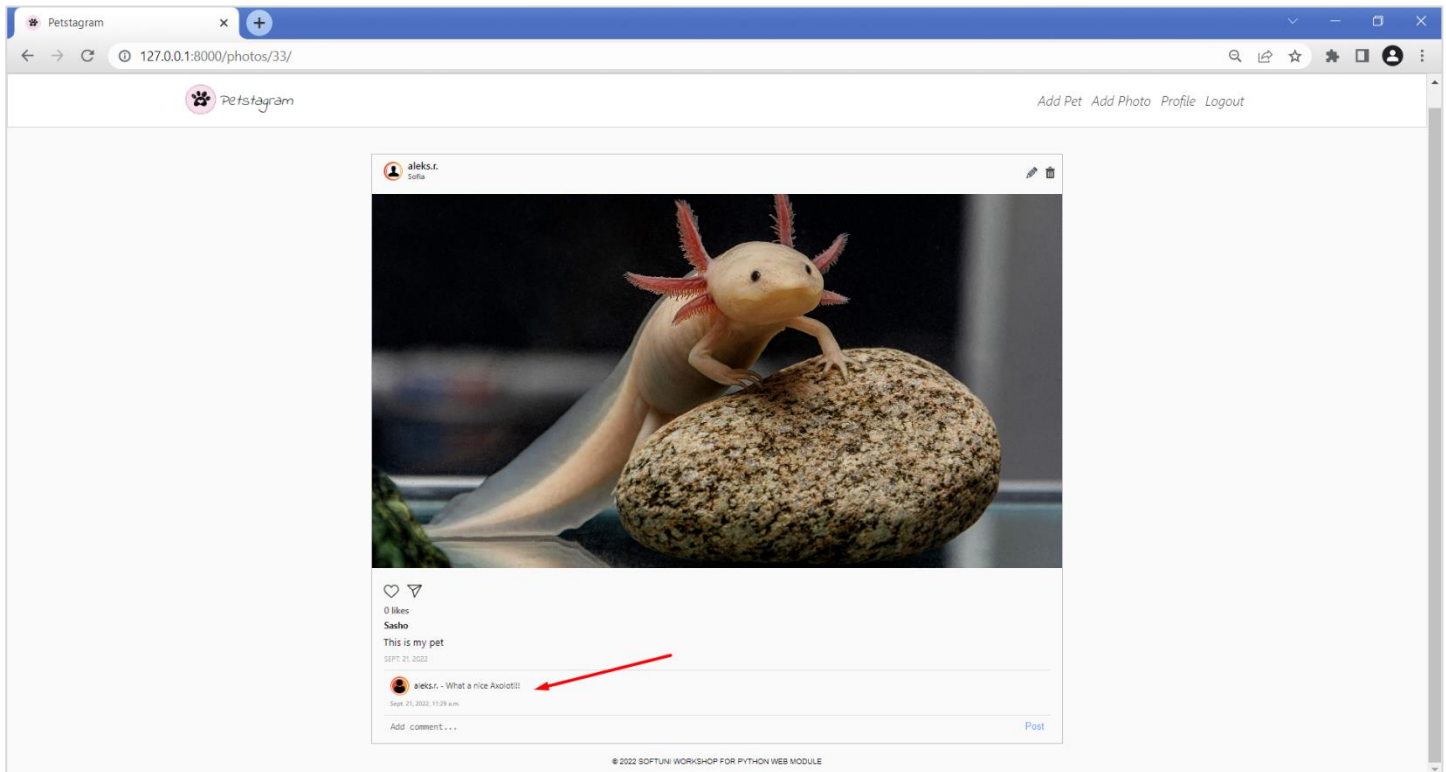 Petstagram
127.0.0.1:8000/photos/33/
Petstagram Add Pet Add Photo Profile Logout
aleks.r.
Sofia
0 likes
Sasho
This is my pet
SEPT. 21, 2022
aleks.r. - What a nice Axolotl!!
Sept. 21, 2022, 11:29 a.m.
Add comment... Post
© 2022 SOFTUNI WORKSHOP FOR PYTHON WEB MODULE